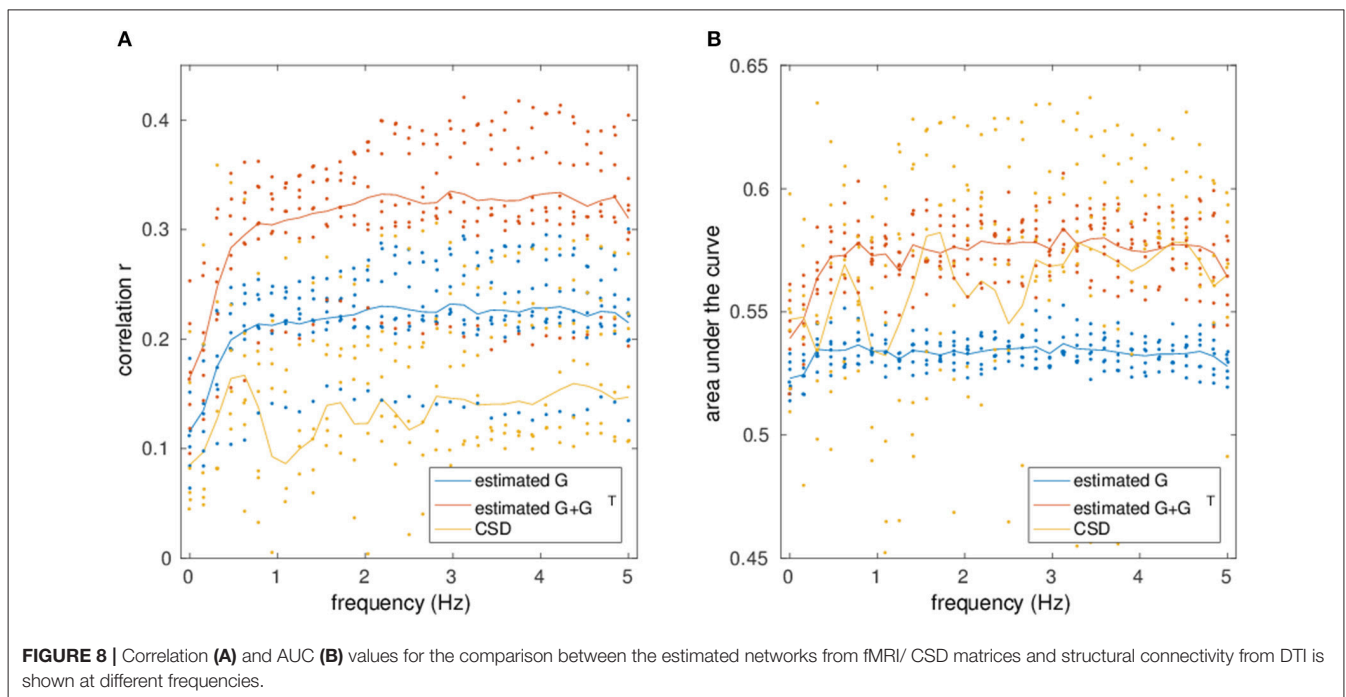 A
B
0.4
0.3
0.2
0.1
0
correlation r
0 1 2 3 4 5
frequency (Hz)
estimated G
estimated G+G T
CSD
0.65
0.6
0.55
0.5
0.45
area under the curve
0 1 2 3 4 5
frequency (Hz)
estimated G
estimated G+G T
CSD
FIGURE 8 | Correlation (A) and AUC (B) values for the comparison between the estimated networks from fMRI/ CSD matrices and structural connectivity from DTI is
shown at different frequencies.